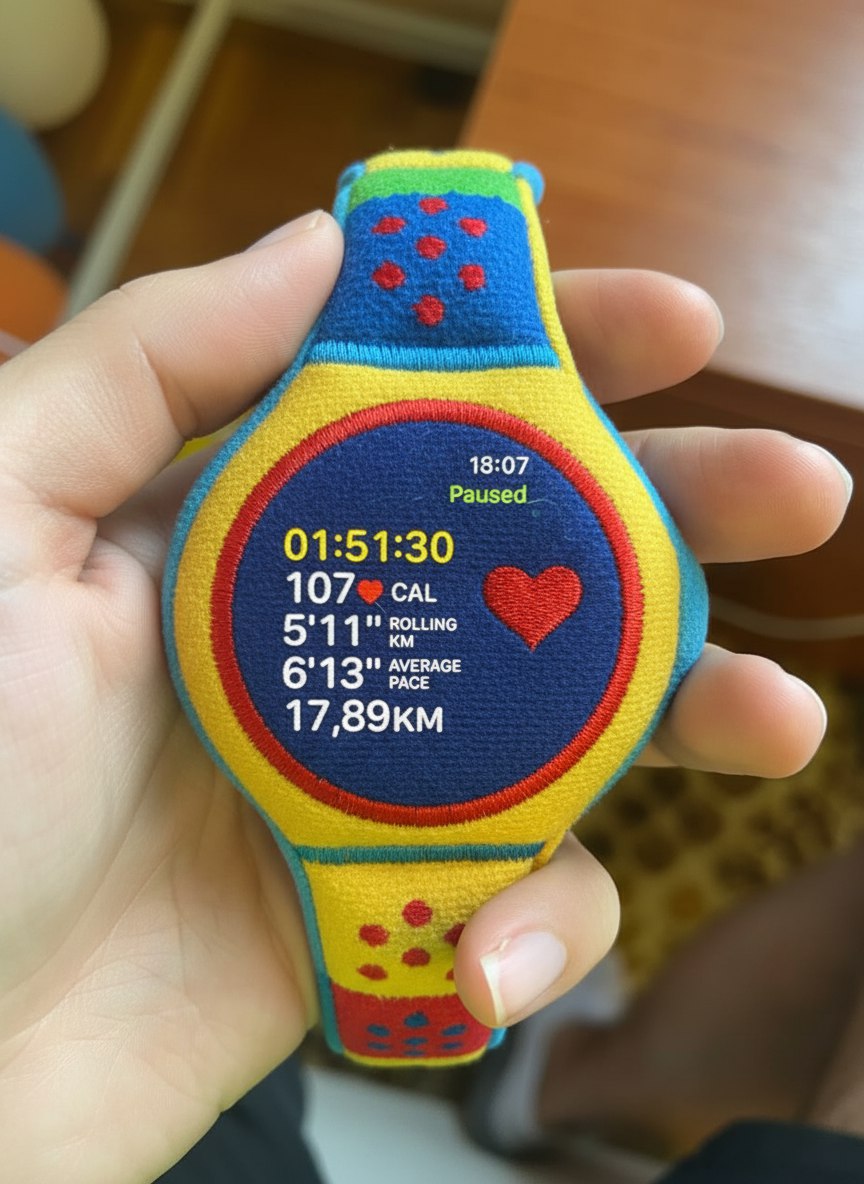 18:07
Paused
01:51:30
107❤ CAL
5'11" ROLLING KM
6'13" AVERAGE PACE
17,89KM